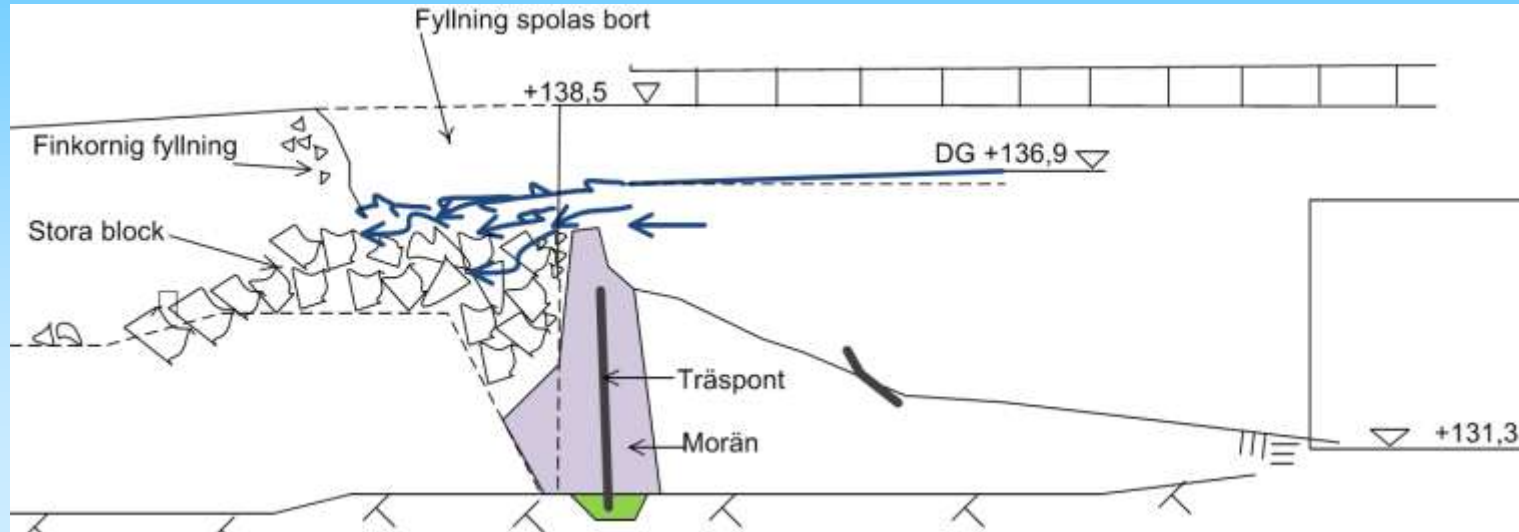 Fyllning spolas bort
+138,5
Finkornig fyllning
DG +136,9
Stora block
Träspont
Morän
+131,3